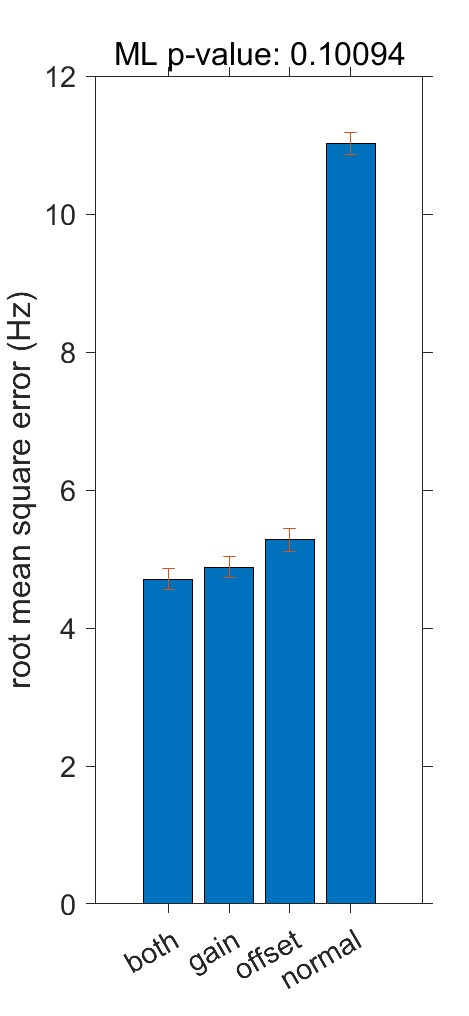 ML p-value: 0.10094
12
10
8
6
4
2
0
root mean square error (Hz)
both
gain
offset
normal